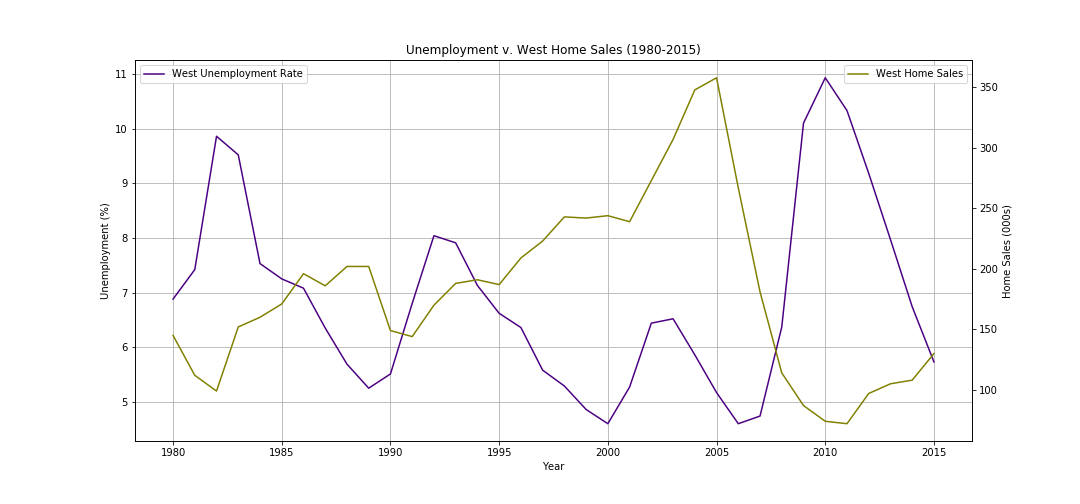 Unemployment v. West Home Sales (1980-2015)
West Unemployment Rate
West Home Sales
11
10
9
8
7
6
5
Unemployment (%)
350
300
250
200
150
100
Home Sales (000s)
1980 1985 1990 1995 2000 2005 2010 2015
Year